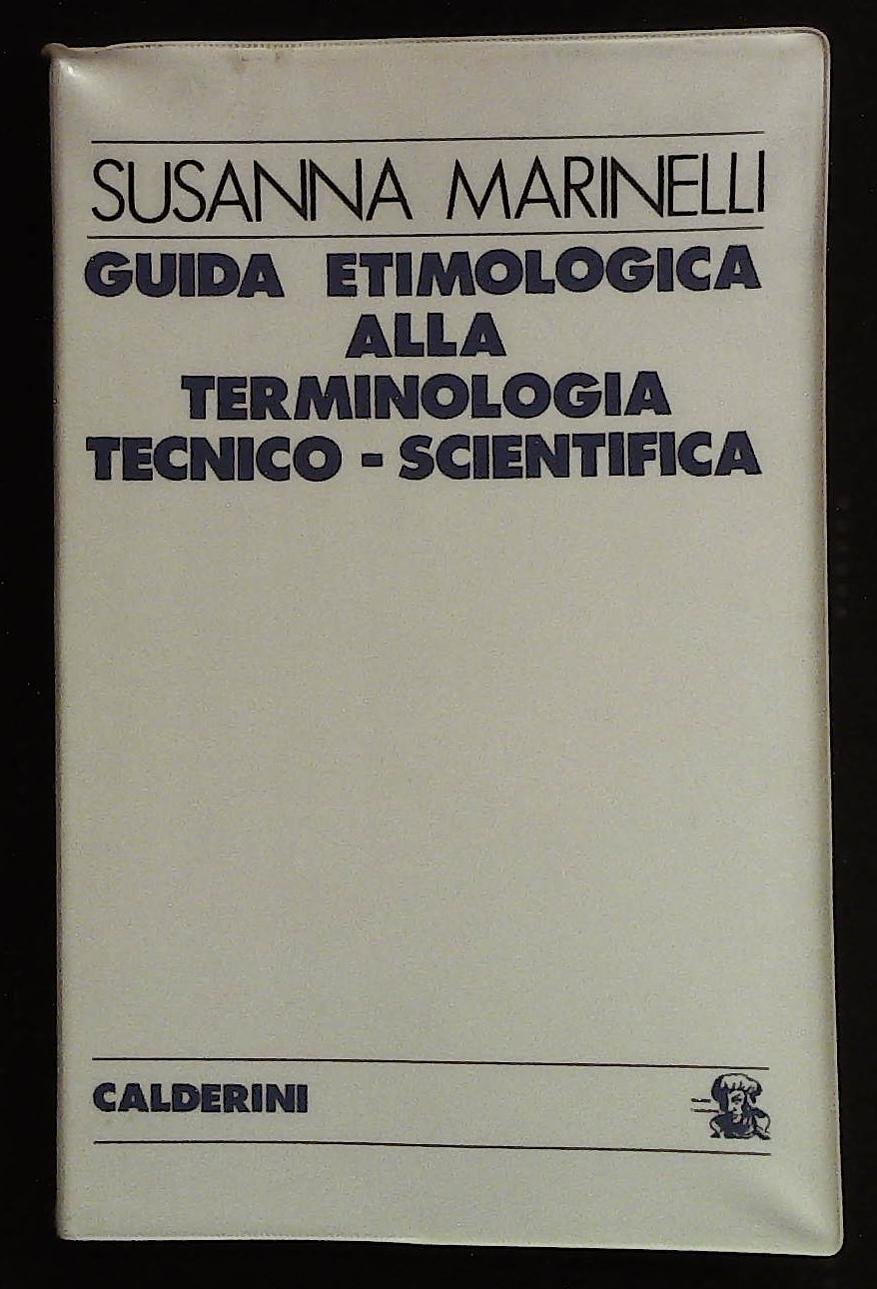 SUSANNA MARINELLI
GUIDA ETIMOLOGICA
ALLA
TERMINOLOGIA
TECNICO - SCIENTIFICA
CALDERINI